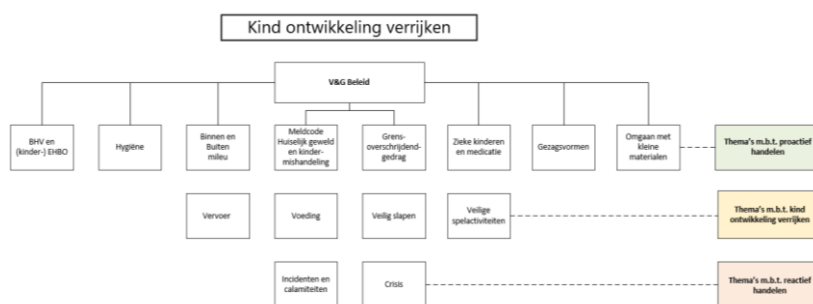 Kind ontwikkeling verrijken
V&G Beleid
BHV en
(kinder-) EHBO
Hygiëne
Binnen en
Buiten
mileu
Meldcode
Huiselijk geweld
en kinder-
mishandeling
Grens-
overschrijdend-
gedrag
Zieke kinderen
en medicatie
Gezagsvormen
Omgaan met
kleine
materialen
Thema's m.b.t. proactief
handelen
Vervoer
Voeding
Veilig slapen
Veilige
spelactiviteiten
Thema's m.b.t. kind
ontwikkeling verrijken
Incidenten en
calamiteiten
Crisis
Thema's m.b.t. reactief
handelen